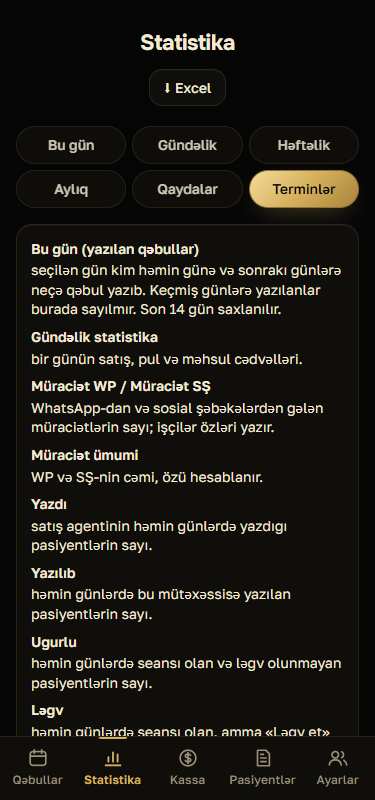 Statistika
⬇ Excel
Bu gün
Gündəlik
Həftəlik
Aylıq
Qaydalar
Terminlər
Bu gün (yazılan qəbullar)
seçilən gün kim həmin günə və sonrakı günlərə
neçə qəbul yazıb. Keçmiş günlərə yazılanlar
burada sayılmır. Son 14 gün saxlanılır.
Gündəlik statistika
bir günün satış, pul və məhsul cədvəlləri.
Müraciət WP / Müraciət SŞ
WhatsApp-dan və sosial şəbəkələrdən gələn
müraciətlərin sayı; işçilər özləri yazır.
Müraciət ümumi
WP və SŞ-nin cəmi, özü hesablanır.
Yazdı
satış agentinin həmin günlərdə yazdıgı
pasiyentlərin sayı.
Yazılıb
həmin günlərdə bu mütəxəssisə yazılan
pasiyentlərin sayı.
Ugurlu
həmin günlərdə seansı olan və ləgv olunmayan
pasiyentlərin sayı.
Ləgv
həmin günlərdə seansı olan, amma «Ləgv et»
Qəbullar
Statistika
Kassa
Pasiyentlər
Ayarlar